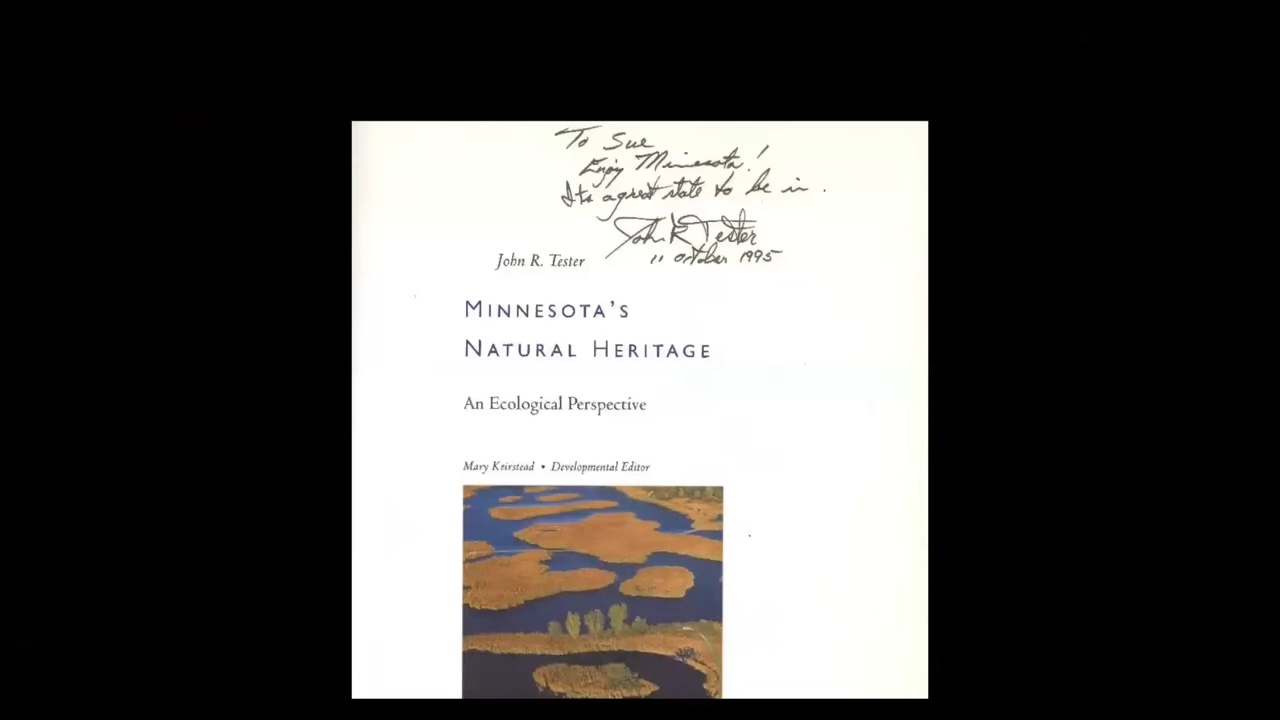 To Sue
Enjoy Minnesota!
It's a great state to be in.
John R Tester
11 October 1995
John R. Tester
MINNESOTA'S
NATURAL HERITAGE
An Ecological Perspective
Mary Keirstead • Developmental Editor